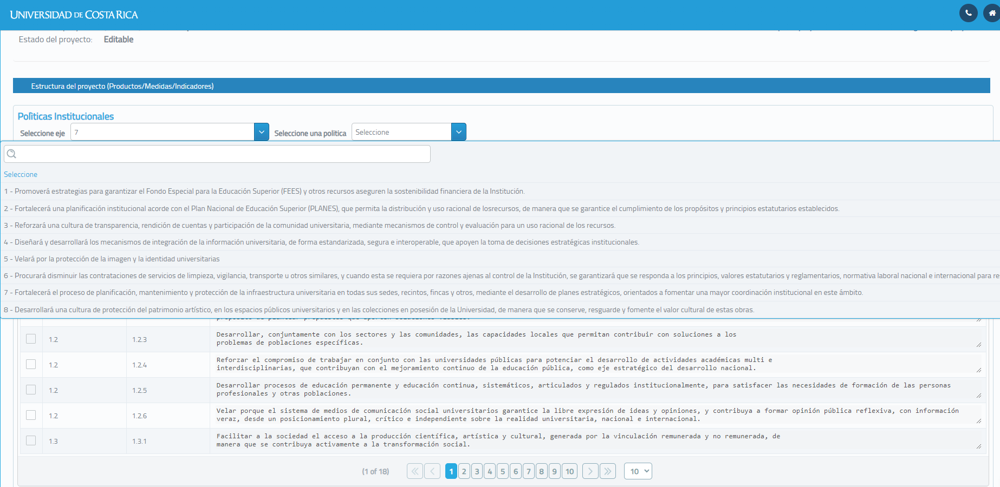 UNIVERSIDAD DE COSTA RICA
Estado del proyecto: Editable
Estructura del proyecto (Productos/Medidas/Indicadores)
Polìticas Institucionales
Seleccione eje 7 Seleccione una politica Seleccione
Seleccione
1 - Promoverá estrategias para garantizar el Fondo Especial para la Educación Superior (FEES) y otros recursos aseguren la sostenibilidad financiera de la Institución.
2 - Fortalecerá una planificación institucional acorde con el Plan Nacional de Educación Superior (PLANES), que permita la distribución y uso racional de losrecursos, de manera que se garantice el cumplimiento de los propósitos y principios estatutarios establecidos.
3 - Reforzará una cultura de transparencia, rendición de cuentas y participación de la comunidad universitaria, mediante mecanismos de control y evaluación para un uso racional de los recursos.
4 - Diseñará y desarrollará los mecanismos de integración de la información universitaria, de forma estandarizada, segura e interoperable, que apoyen la toma de decisiones estratégicas institucionales.
5 - Velará por la protección de la imagen y la identidad universitarias
6 - Procurará disminuir las contrataciones de servicios de limpieza, vigilancia, transporte u otros similares, y cuando esta se requiera por razones ajenas al control de la Institución, se garantizará que se responda a los principios, valores estatutarios y reglamentarios, normativa laboral nacional e internacional para re
7 - Fortalecerá el proceso de planificación, mantenimiento y protección de la infraestructura universitaria en todas sus sedes, recintos, fincas y otros, mediante el desarrollo de planes estratégicos, orientados a fomentar una mayor coordinación institucional en este ámbito.
8 - Desarrollará una cultura de protección del patrimonio artístico, en los espacios públicos universitarios y en las colecciones en posesión de la Universidad, de manera que se conserve, resguarde y fomente el valor cultural de estas obras.
1.2 1.2.3 Desarrollar, conjuntamente con los sectores y las comunidades, las capacidades locales que permitan contribuir con soluciones a los
problemas de poblaciones específicas.
1.2 1.2.4 Reforzar el compromiso de trabajar en conjunto con las universidades públicas para potenciar el desarrollo de actividades académicas multi e
interdisciplinarias, que contribuyan con el mejoramiento continuo de la educación pública, como eje estratégico del desarrollo nacional.
1.2 1.2.5 Desarrollar procesos de educación permanente y educación continua, sistemáticos, articulados y regulados institucionalmente, para satisfacer las necesidades de formación de las personas
profesionales y otras poblaciones.
1.2 1.2.6 Velar porque el sistema de medios de comunicación social universitarios garantice la libre expresión de ideas y opiniones, y contribuya a formar opinión pública reflexiva, con información
veraz, desde un posicionamiento plural, crítico e independiente sobre la realidad universitaria, nacional e internacional.
1.3 1.3.1 Facilitar a la sociedad el acceso a la producción científica, artística y cultural, generada por la vinculación remunerada y no remunerada, de
manera que se contribuya activamente a la transformación social.
(1 of 18) 1 2 3 4 5 6 7 8 9 10 10